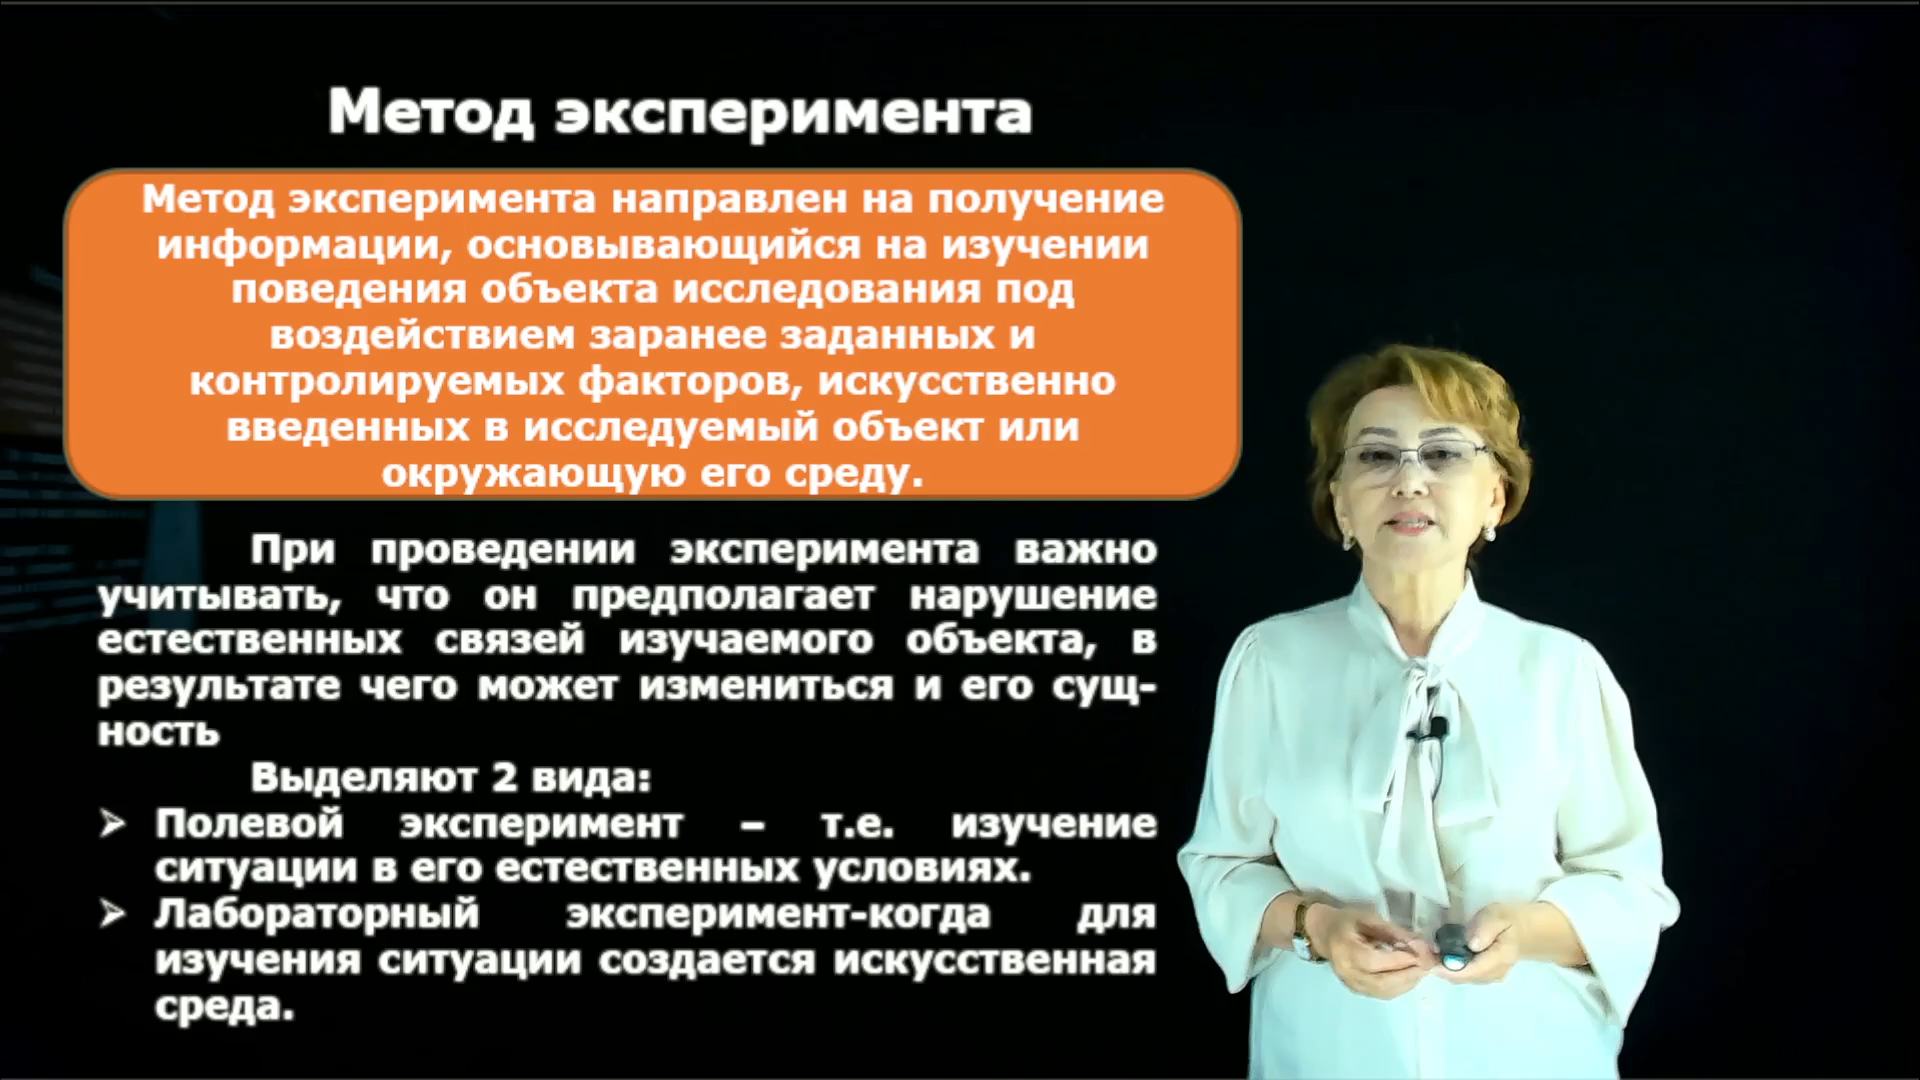 Метод эксперимента
Метод эксперимента направлен на получение
информации, основывающийся на изучении
поведения объекта исследования под
воздействием заранее заданных и
контролируемых факторов, искусственно
введенных в исследуемый объект или
окружающую его среду.
При проведении эксперимента важно
учитывать, что он предполагает нарушение
естественных связей изучаемого объекта, в
результате чего может измениться и его сущ-
ность
Выделяют 2 вида:
➢ Полевой эксперимент – т.е. изучение
ситуации в его естественных условиях.
➢ Лабораторный эксперимент-когда для
изучения ситуации создается искусственная
среда.